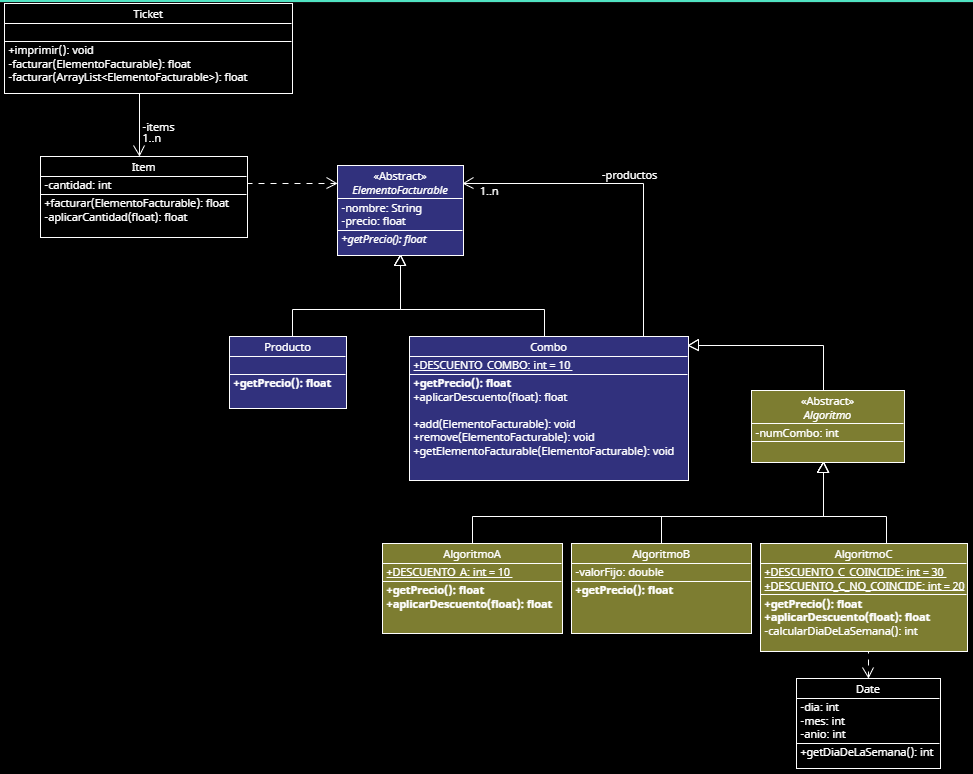 Ticket
+imprimir(): void
-facturar(ElementoFacturable): float
-facturar(ArrayList<ElementoFacturable>): float
-items
1..n
Item
-cantidad: int
+facturar(ElementoFacturable): float
-aplicarCantidad(float): float
«Abstract»
ElementoFacturable
-nombre: String
-precio: float
+getPrecio(): float
-productos
1..n
Producto
+getPrecio(): float
Combo
+DESCUENTO_COMBO: int = 10
+getPrecio(): float
+aplicarDescuento(float): float
+add(ElementoFacturable): void
+remove(ElementoFacturable): void
+getElementoFacturable(ElementoFacturable): void
«Abstract»
Algoritmo
-numCombo: int
AlgoritmoA
+DESCUENTO_A: int = 10
+getPrecio(): float
+aplicarDescuento(float): float
AlgoritmoB
-valorFijo: double
+getPrecio(): float
AlgoritmoC
+DESCUENTO_C_COINCIDE: int = 30
+DESCUENTO_C_NO_COINCIDE: int = 20
+getPrecio(): float
+aplicarDescuento(float): float
-calcularDiaDeLaSemana(): int
Date
-dia: int
-mes: int
-anio: int
+getDiaDeLaSemana(): int